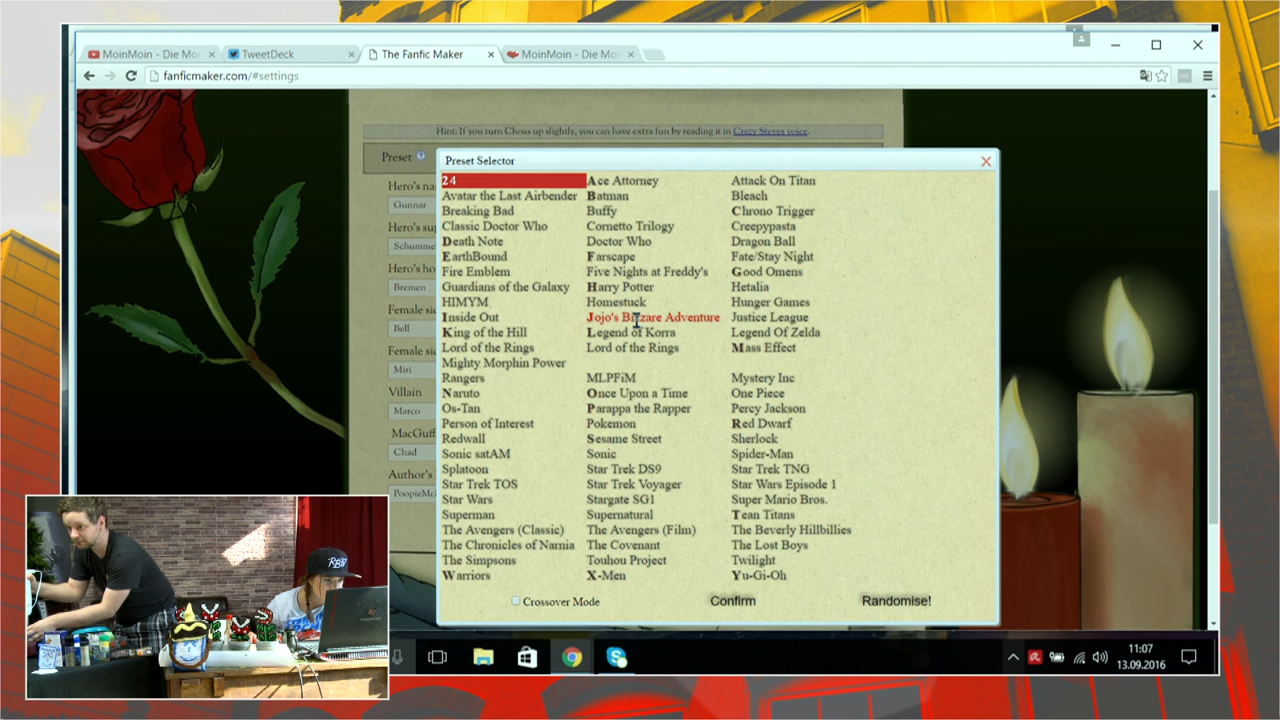 MoinMoin - Die Mo
TweetDeck
The Fanfic Maker
MoinMoin - Die Mo
fanficmaker.com/#settings
Hint: If you turn Choas up slightly, you can have extra fun by reading it in Crazy Steves voice.
Preset ?
Hero's na
Gunnar
Hero's su
Schumme
Hero's ho
Bremen
Female si
Bell
Female si
Miri
Villain
Marco
MacGuff
Chad
Author's
PoopieMc
Preset Selector
24 Ace Attorney Attack On Titan
Avatar the Last Airbender Batman Bleach
Breaking Bad Buffy Chrono Trigger
Classic Doctor Who Cornetto Trilogy Creepypasta
Death Note Doctor Who Dragon Ball
EarthBound Farscape Fate/Stay Night
Fire Emblem Five Nights at Freddy's Good Omens
Guardians of the Galaxy Harry Potter Hetalia
HIMYM Homestuck Hunger Games
Inside Out Jojo's Bizzare Adventure Justice League
King of the Hill Legend of Korra Legend Of Zelda
Lord of the Rings Lord of the Rings Mass Effect
Mighty Morphin Power
Rangers MLPFiM Mystery Inc
Naruto Once Upon a Time One Piece
Os-Tan Parappa the Rapper Percy Jackson
Person of Interest Pokemon Red Dwarf
Redwall Sesame Street Sherlock
Sonic satAM Sonic Spider-Man
Splatoon Star Trek DS9 Star Trek TNG
Star Trek TOS Star Trek Voyager Star Wars Episode 1
Star Wars Stargate SG1 Super Mario Bros.
Superman Supernatural Tean Titans
The Avengers (Classic) The Avengers (Film) The Beverly Hillbillies
The Chronicles of Narnia The Covenant The Lost Boys
The Simpsons Touhou Project Twilight
Warriors X-Men Yu-Gi-Oh
Crossover Mode Confirm Randomise!
11:07
13.09.2016